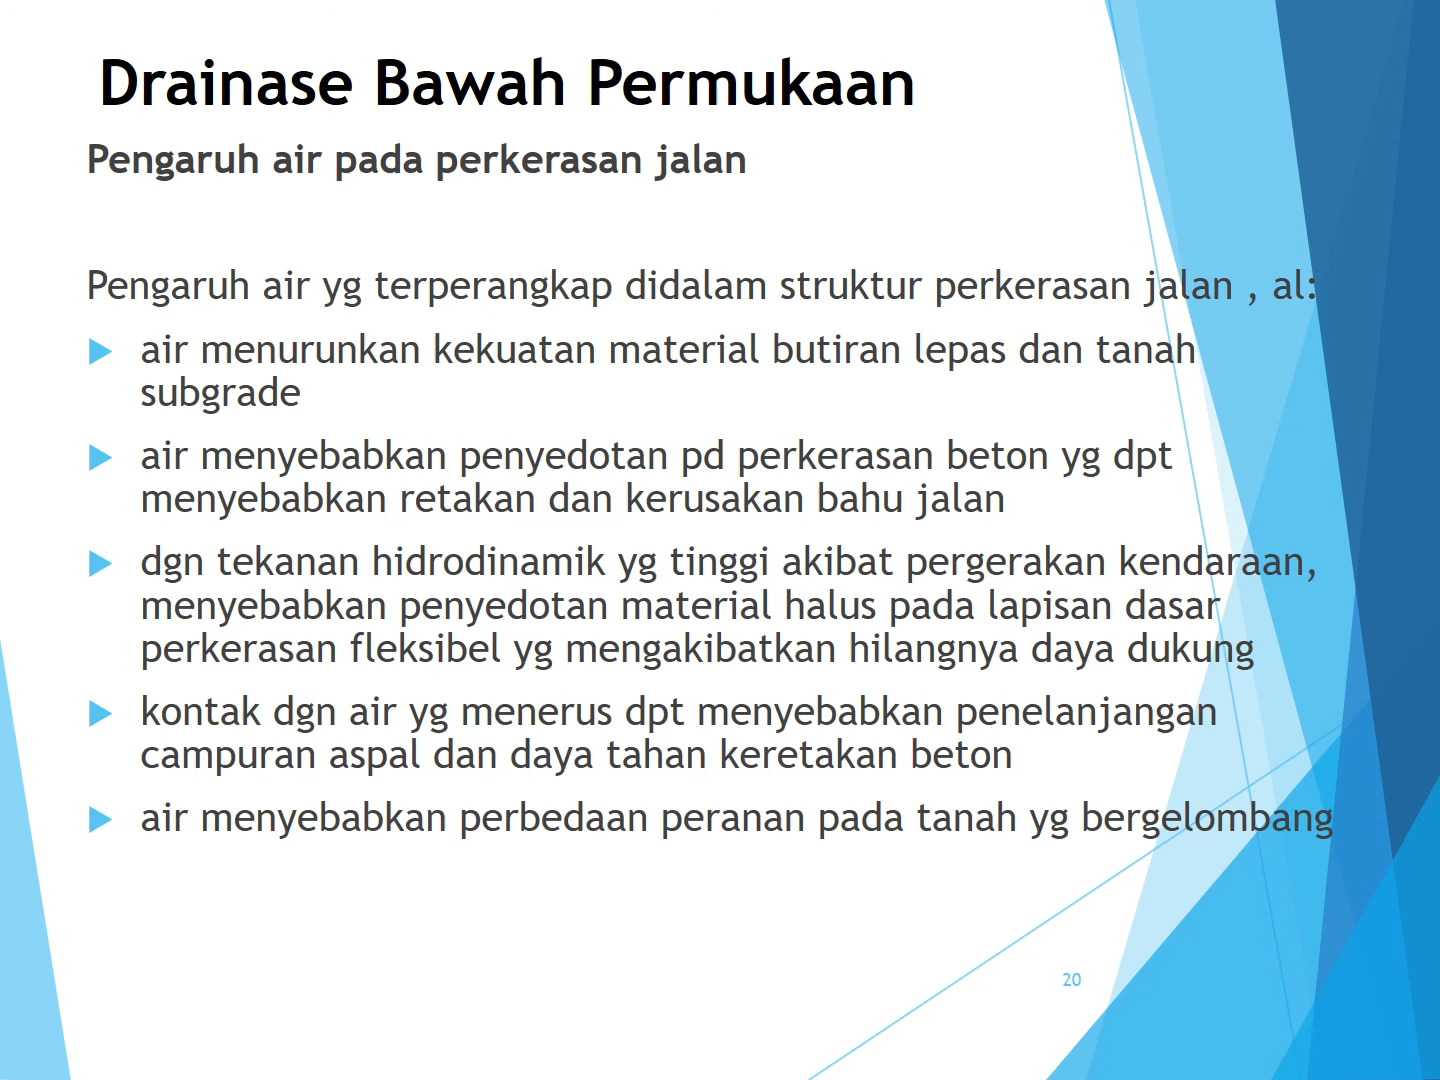 Drainase Bawah Permukaan
Pengaruh air pada perkerasan jalan
Pengaruh air yg terperangkap didalam struktur perkerasan jalan , al:
air menurunkan kekuatan material butiran lepas dan tanah
subgrade
air menyebabkan penyedotan pd perkerasan beton yg dpt
menyebabkan retakan dan kerusakan bahu jalan
dgn tekanan hidrodinamik yg tinggi akibat pergerakan kendaraan,
menyebabkan penyedotan material halus pada lapisan dasar
perkerasan fleksibel yg mengakibatkan hilangnya daya dukung
kontak dgn air yg menerus dpt menyebabkan penelanjangan
campuran aspal dan daya tahan keretakan beton
air menyebabkan perbedaan peranan pada tanah yg bergelombang
20